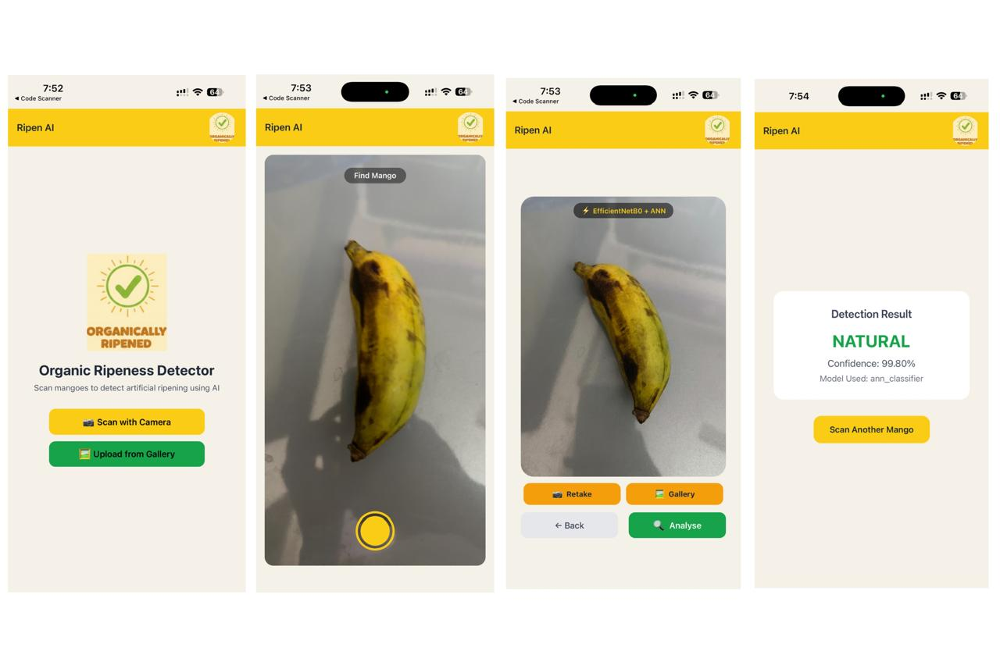 7:52
64
◀ Code Scanner
Ripen AI
ORGANICALLY
RIPENED
ORGANICALLY
RIPENED
Organic Ripeness Detector
Scan mangoes to detect artificial ripening using AI
📷 Scan with Camera
🖼️ Upload from Gallery
7:53
64
◀ Code Scanner
Ripen AI
ORGANICALLY
RIPENED
Find Mango
7:53
64
◀ Code Scanner
Ripen AI
ORGANICALLY
RIPENED
⚡ EfficientNetB0 + ANN
📷 Retake
🖼️ Gallery
← Back
🔍 Analyse
7:54
64
Ripen AI
ORGANICALLY
RIPENED
Detection Result
NATURAL
Confidence: 99.80%
Model Used: ann_classifier
Scan Another Mango